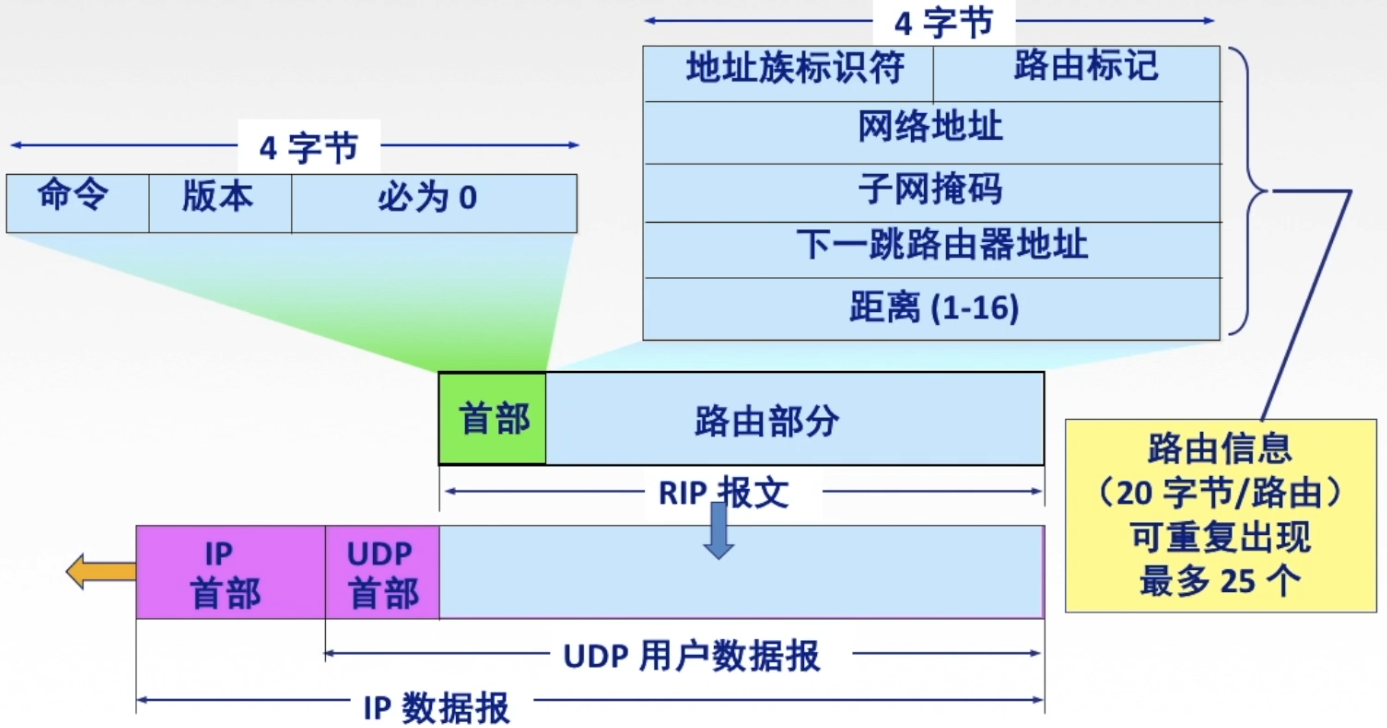 4 字节
地址族标识符 路由标记
网络地址
子网掩码
下一跳路由器地址
距离 (1-16)
4 字节
命令 版本 必为 0
首部 路由部分
RIP 报文
路由信息
（20 字节/路由）
可重复出现
最多 25 个
IP
首部
UDP
首部
UDP 用户数据报
IP 数据报